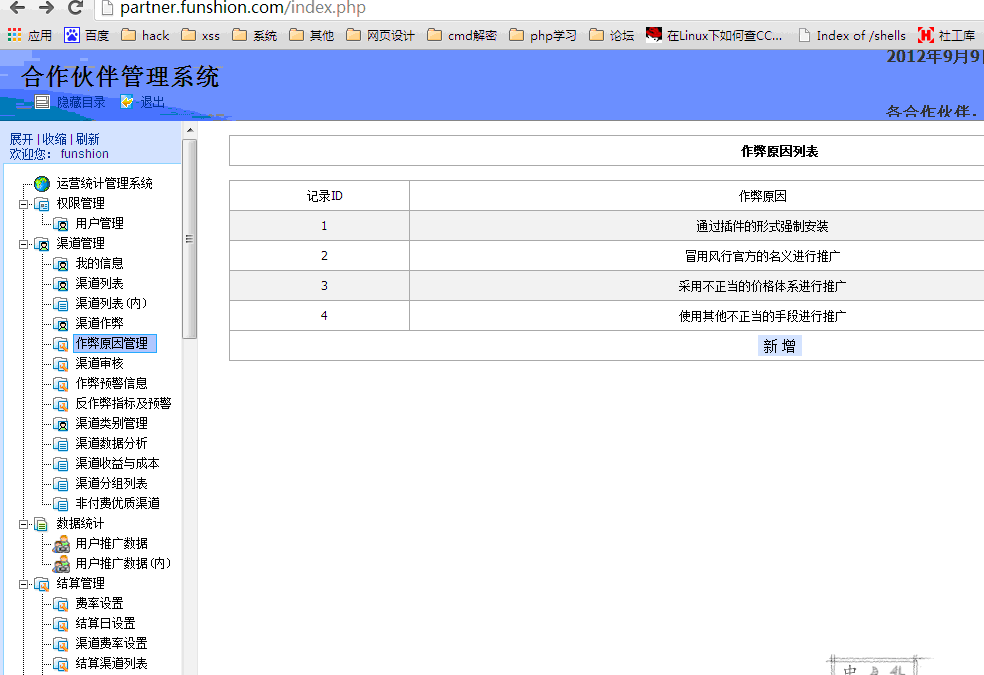 partner.funshion.com/index.php
应用 百度 hack xss 系统 其他 网页设计 cmd解密 php学习 论坛 在Linux下如何查CC... Index of /shells 社工库
2012年9月9
合作伙伴管理系统
隐藏目录 退出
各合作伙伴,
展开 | 收缩 | 刷新
欢迎您： funshion
运营统计管理系统
权限管理
用户管理
渠道管理
我的信息
渠道列表
渠道列表(内)
渠道作弊
作弊原因管理
渠道审核
作弊预警信息
反作弊指标及预警
渠道类别管理
渠道数据分析
渠道收益与成本
渠道分组列表
非付费优质渠道
数据统计
用户推广数据
用户推广数据(内)
结算管理
费率设置
结算日设置
渠道费率设置
结算渠道列表
作弊原因列表
记录ID 作弊原因
1 通过插件的形式强制安装
2 冒用风行官方的名义进行推广
3 采用不正当的价格体系进行推广
4 使用其他不正当的手段进行推广
新 增